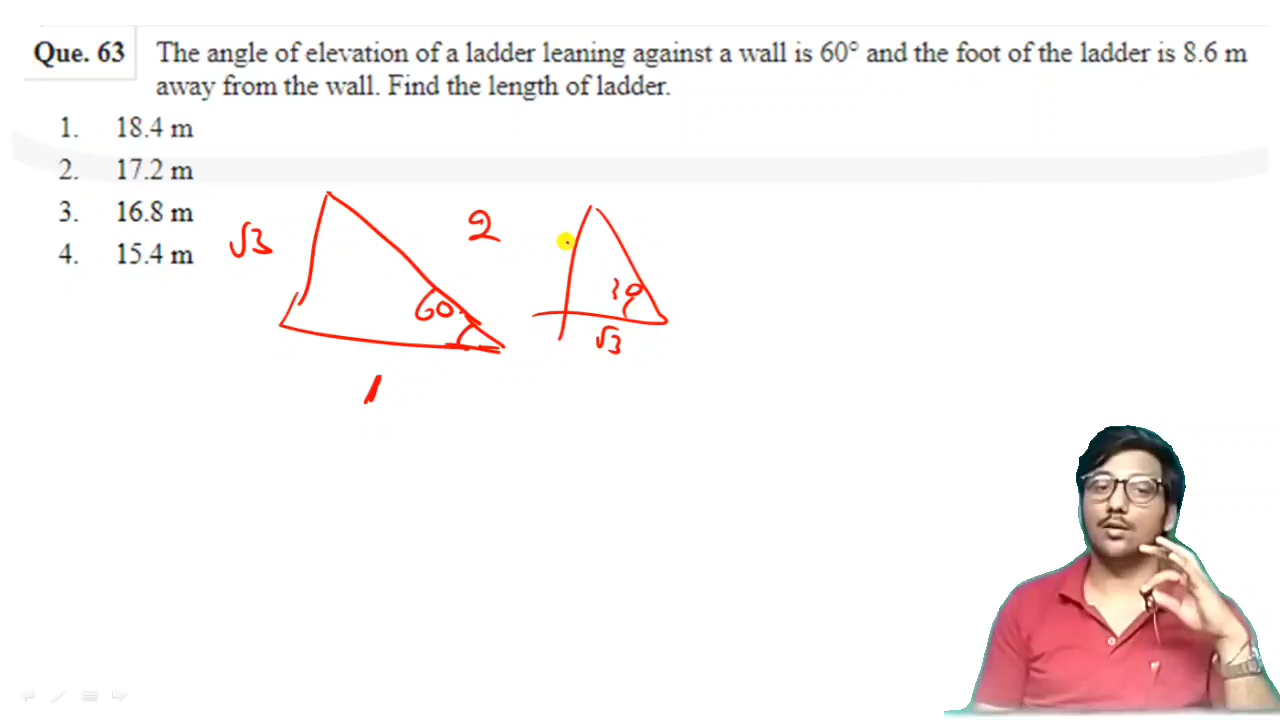 Que. 63 The angle of elevation of a ladder leaning against a wall is 60° and the foot of the ladder is 8.6 m
away from the wall. Find the length of ladder.
1. 18.4 m
2. 17.2 m
3. 16.8 m
4. 15.4 m
√3
2
60°
1
30
√3